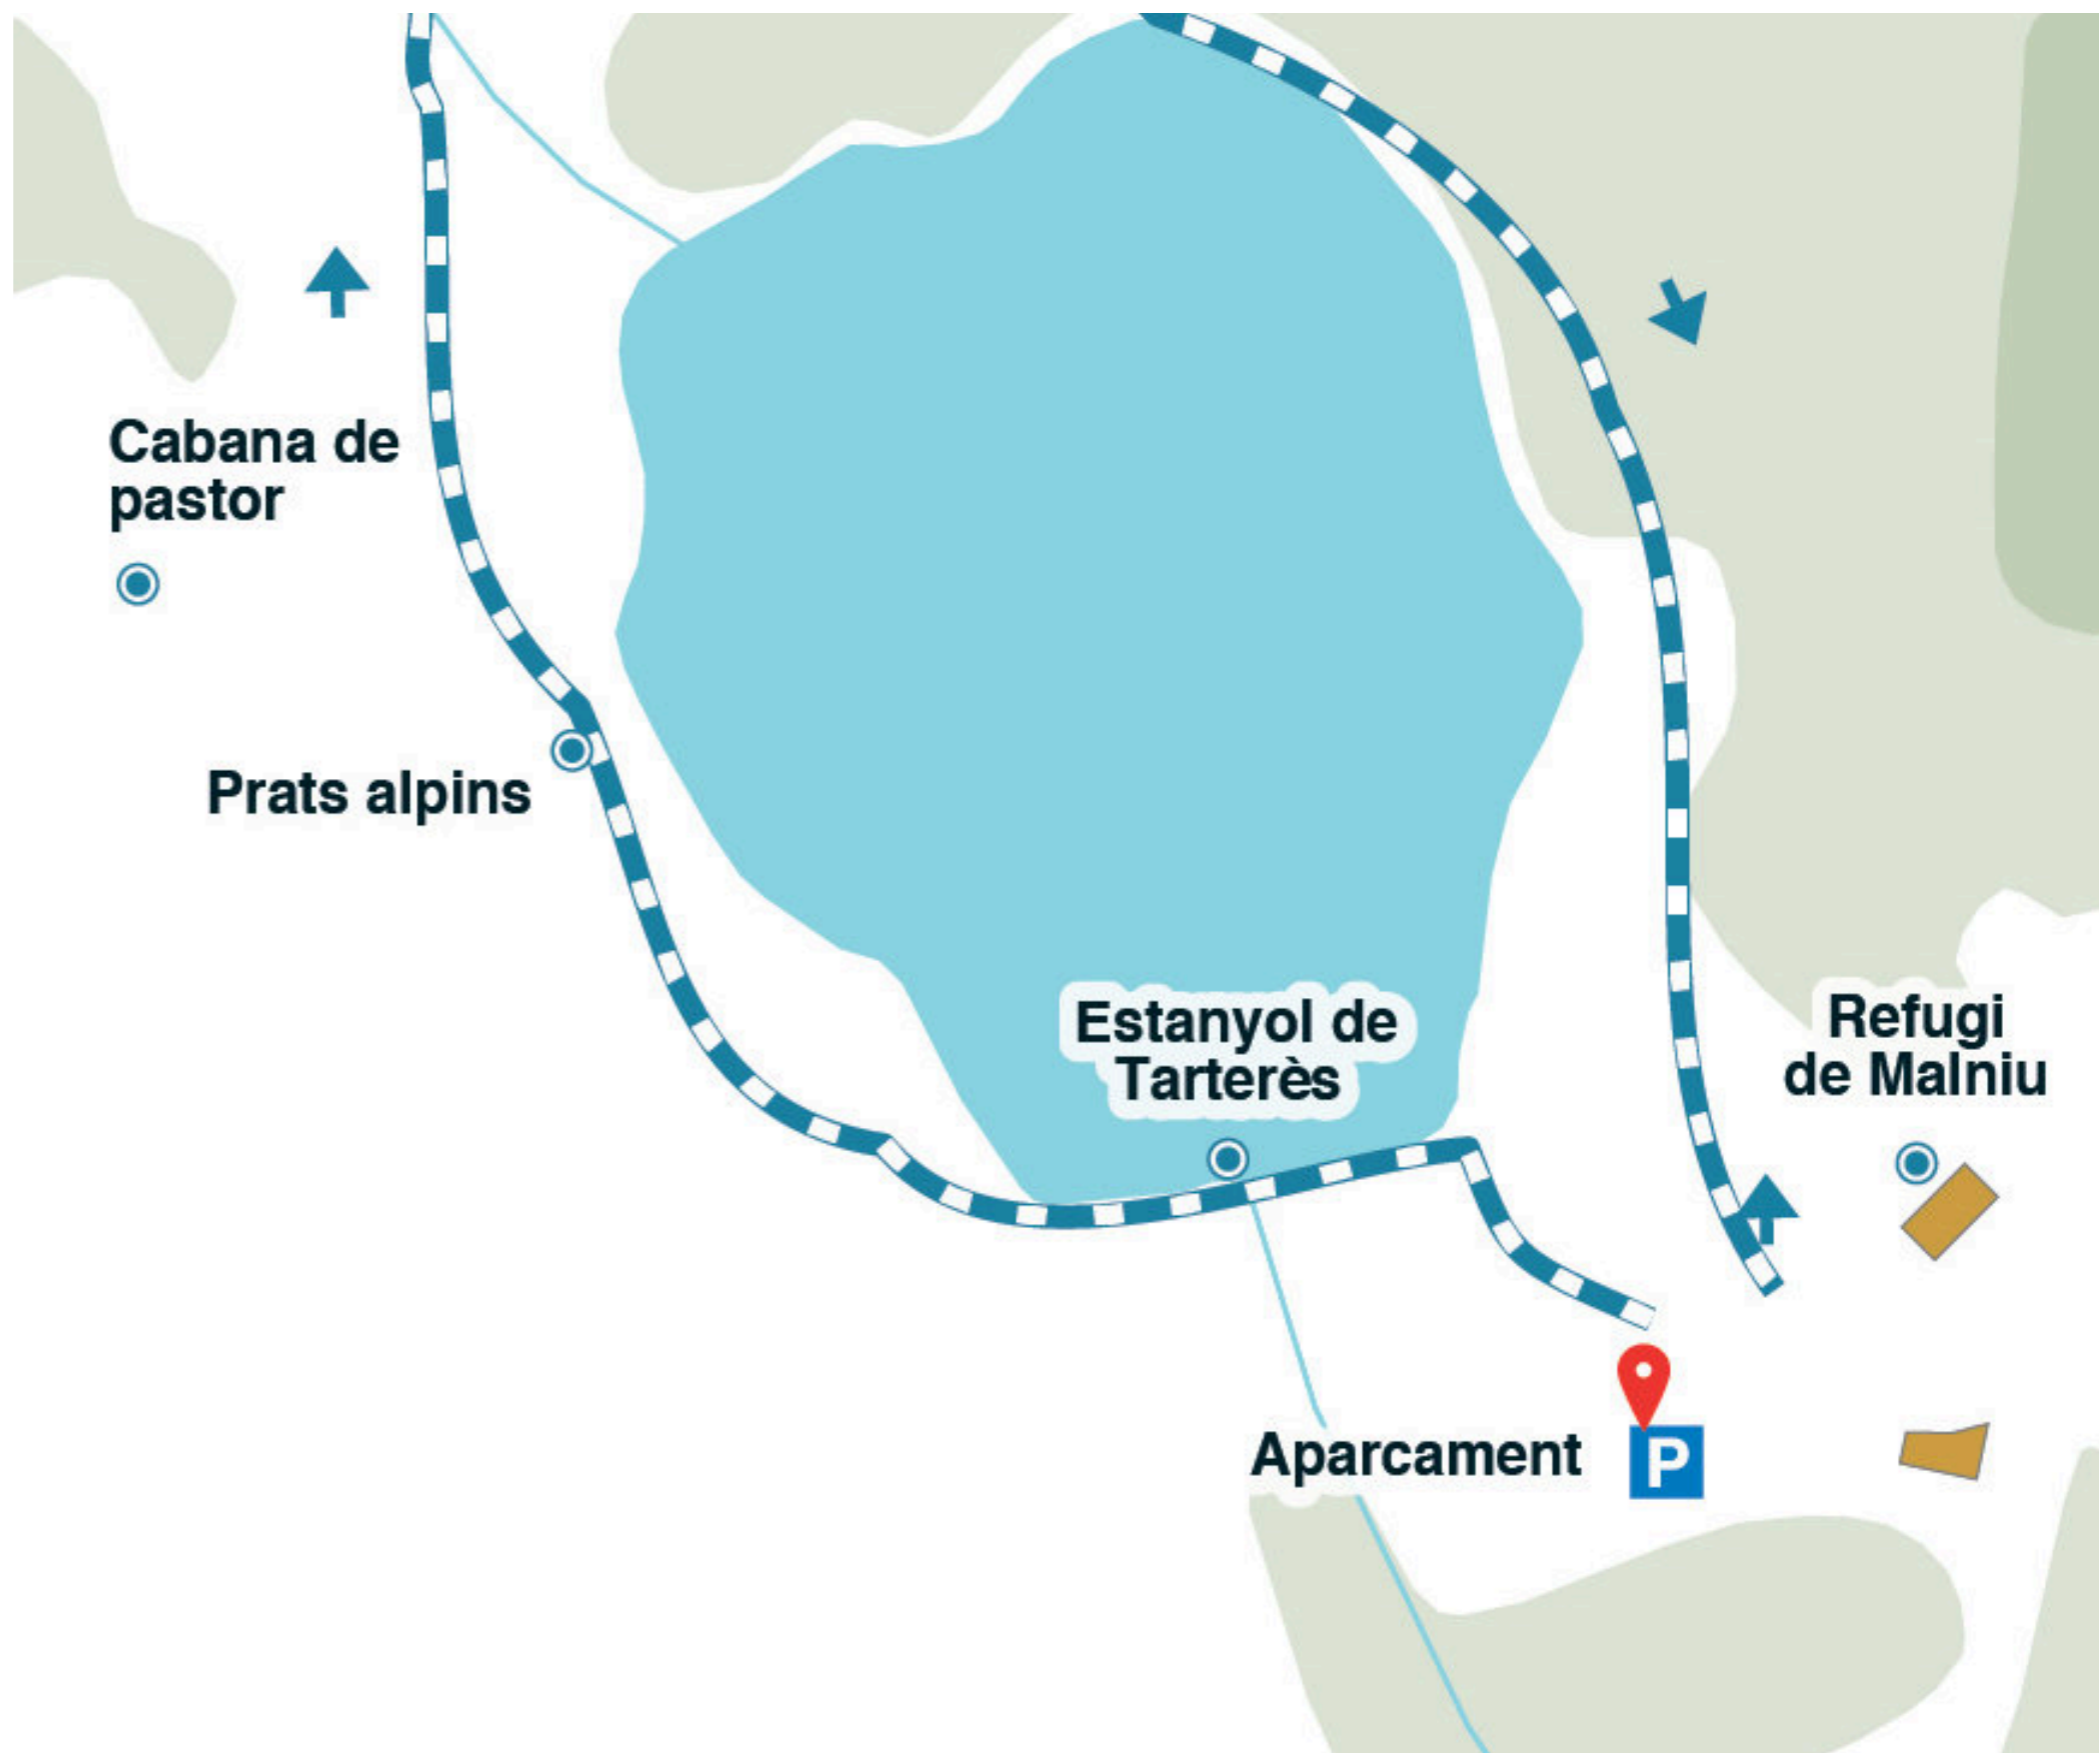 Cabana de
pastor
Prats alpins
Estanyol de
Tarterès
Refugi
de Malniu
Aparcament
P